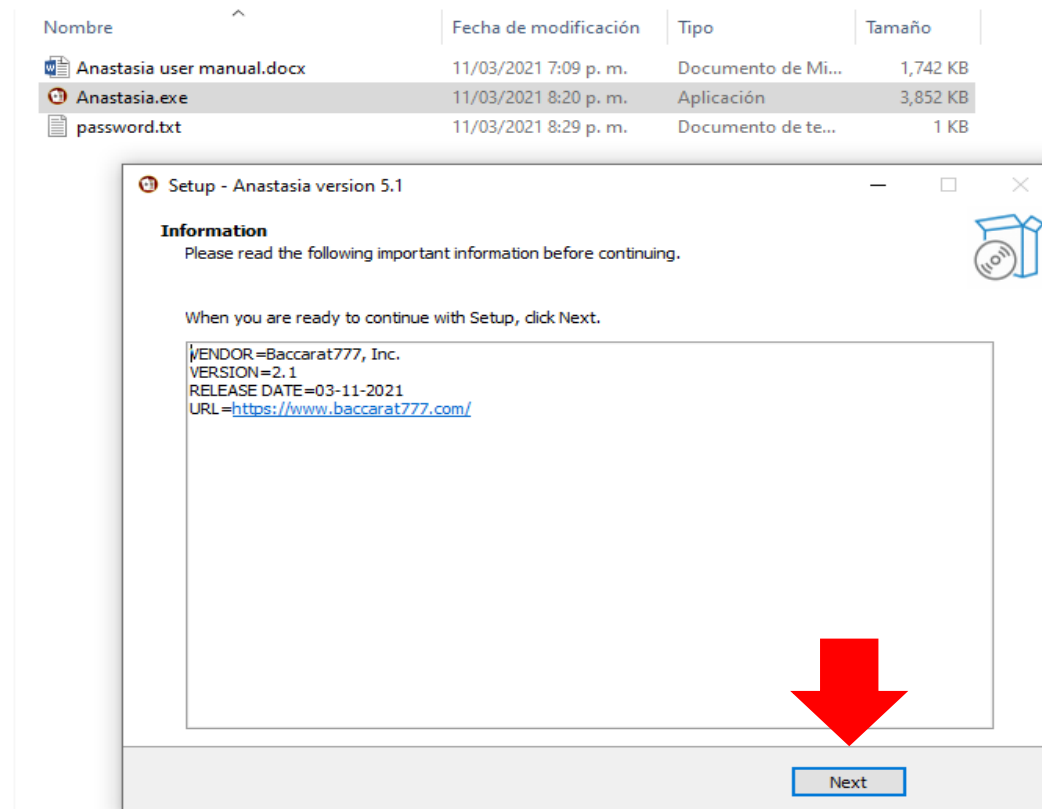 Nombre Fecha de modificación Tipo Tamaño
Anastasia user manual.docx 11/03/2021 7:09 p. m. Documento de Mi... 1,742 KB
Anastasia.exe 11/03/2021 8:20 p. m. Aplicación 3,852 KB
password.txt 11/03/2021 8:29 p. m. Documento de te... 1 KB
Setup - Anastasia version 5.1
Information
Please read the following important information before continuing.
When you are ready to continue with Setup, click Next.
VENDOR=Baccarat777, Inc.
VERSION=2.1
RELEASE DATE=03-11-2021
URL=https://www.baccarat777.com/
Next